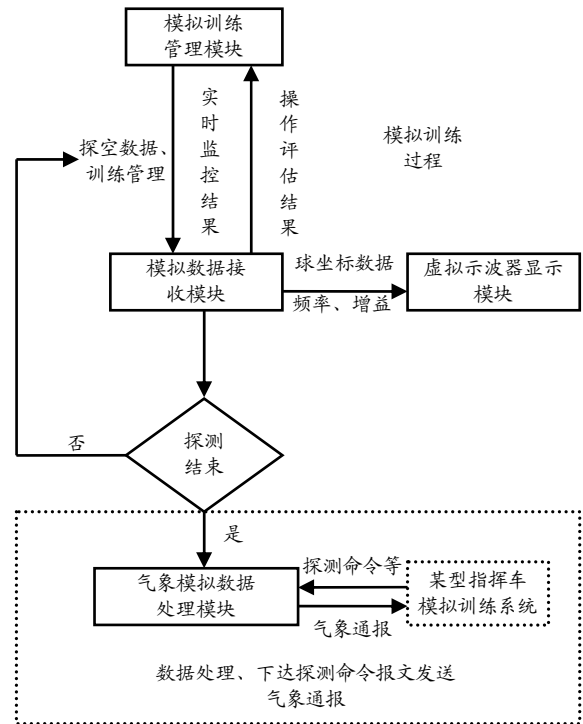 模拟训练
管理模块
实时监控结果
操作评估结果
模拟训练
过程
探空数据、
训练管理
模拟数据接
收模块
球坐标数据
频率、增益
虚拟示波器显示
模块
否
探测
结束
是
气象模拟数据
处理模块
探测命令等
气象通报
某型指挥车
模拟训练系统
数据处理、下达探测命令报文发送
气象通报